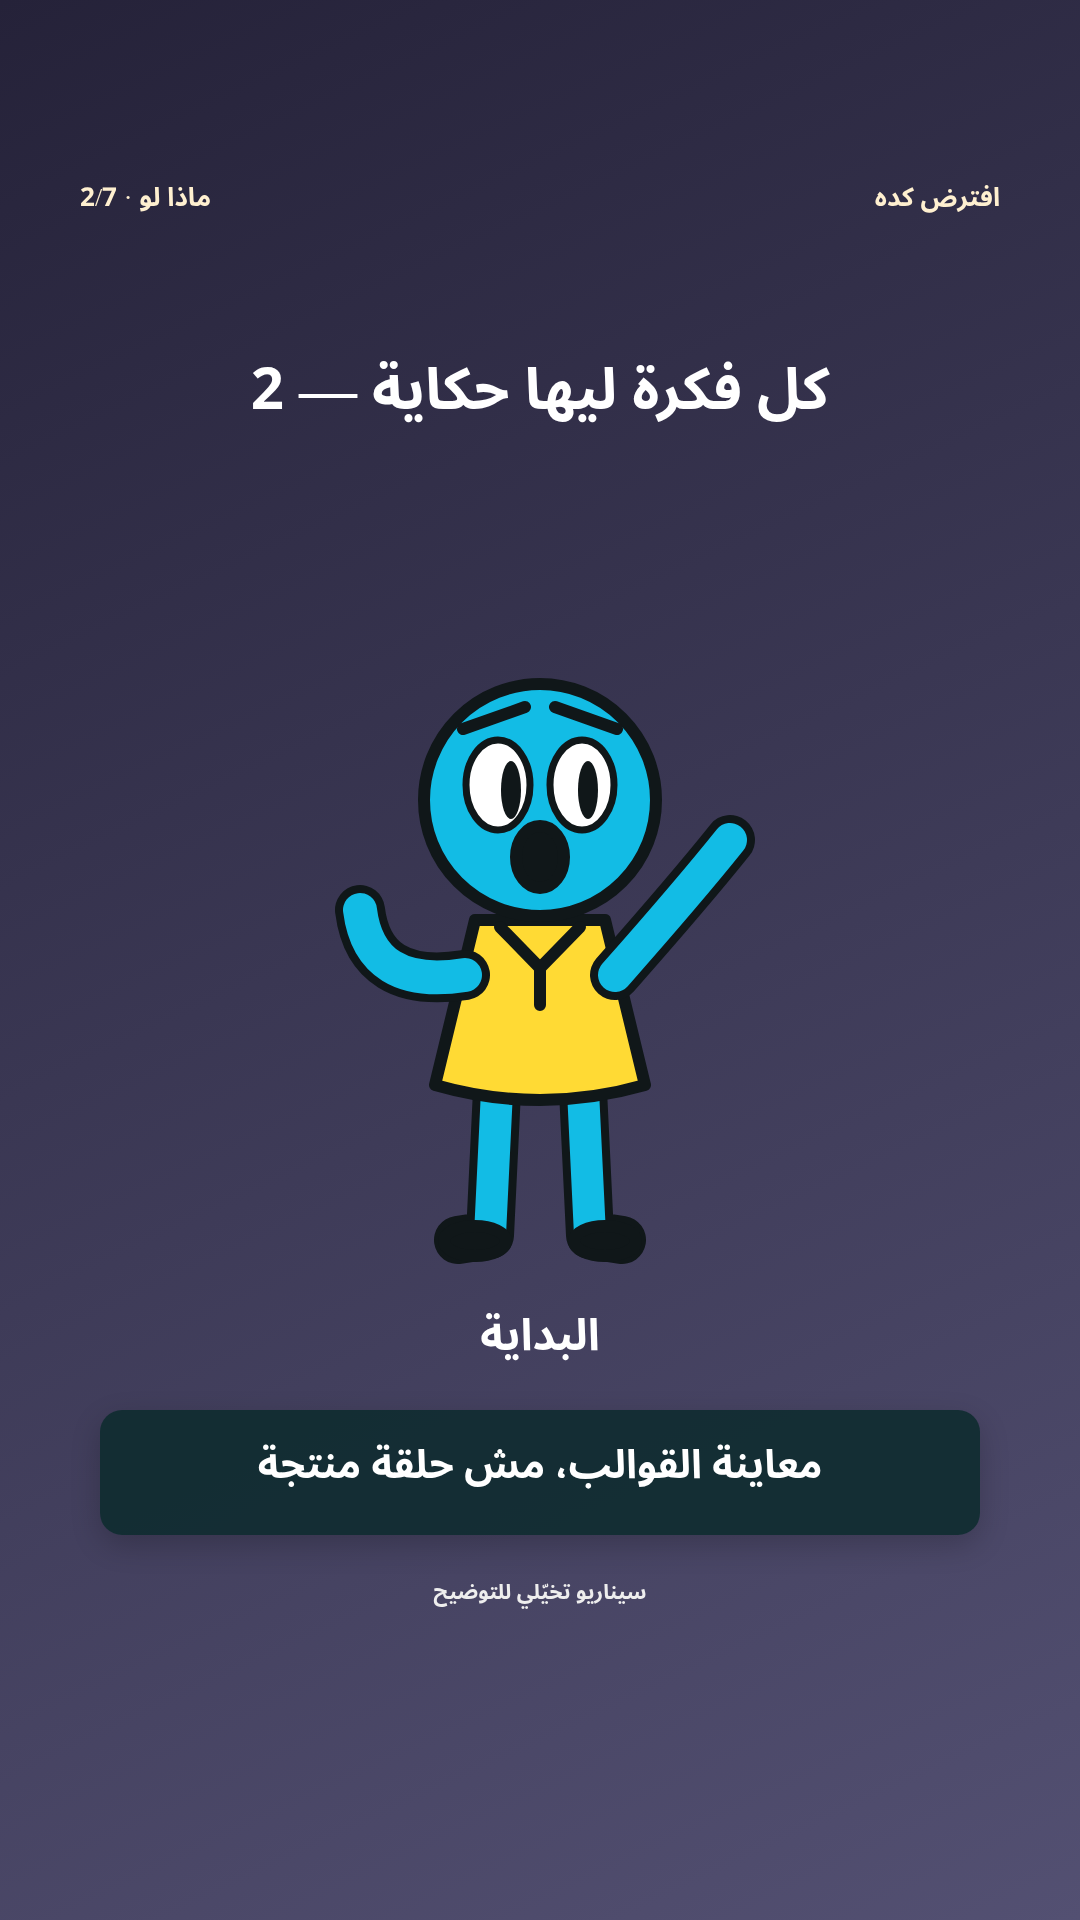 افترض كده
ماذا لو · 2/7
كل فكرة ليها حكاية — 2
البداية
معاينة القوالب، مش حلقة منتجة
سيناريو تخيّلي للتوضيح